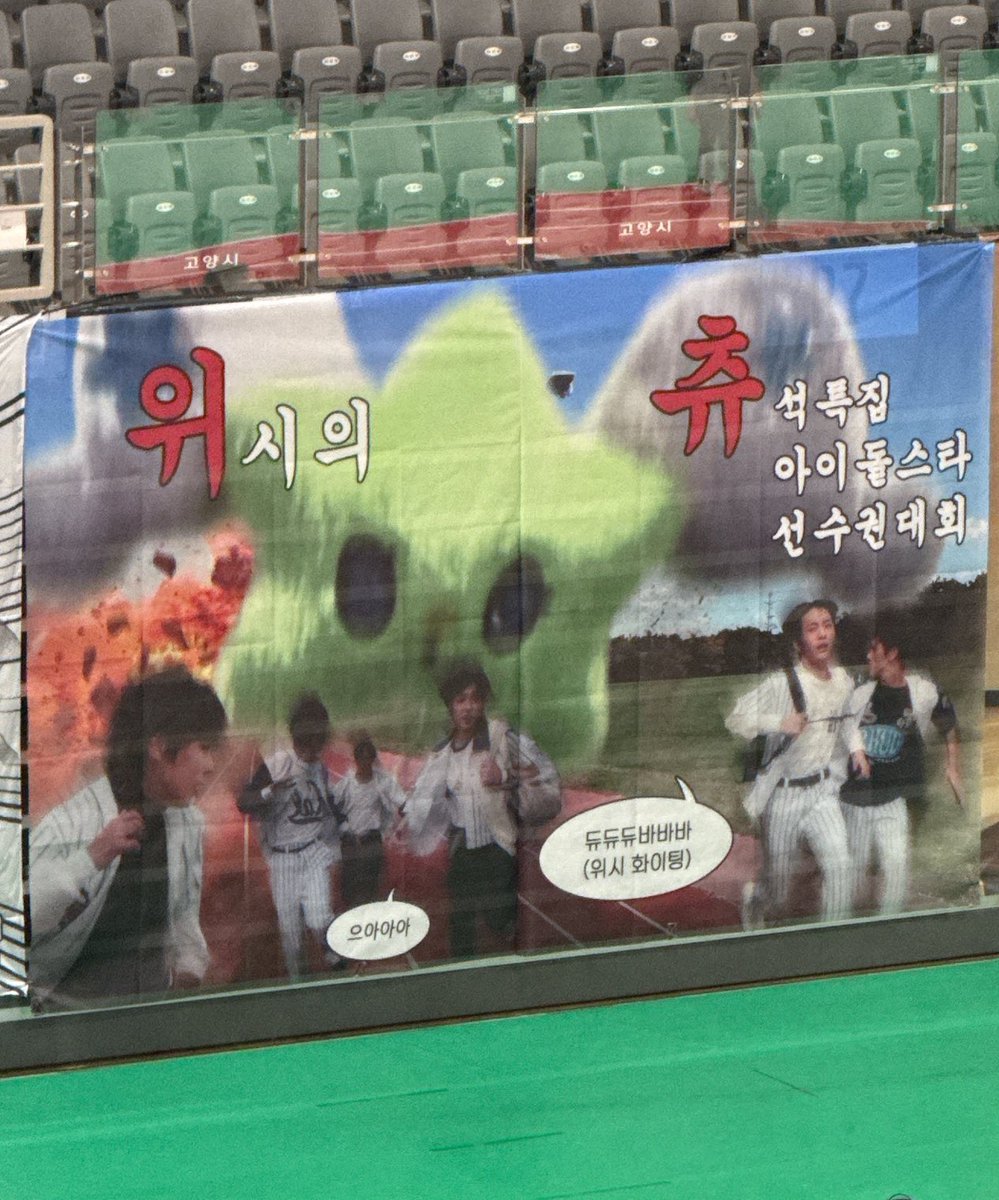 고양시
고양시
위시의
츄석특집
아이돌스타
선수권대회
듀듀듀바바바
(위시 화이팅)
으아아아